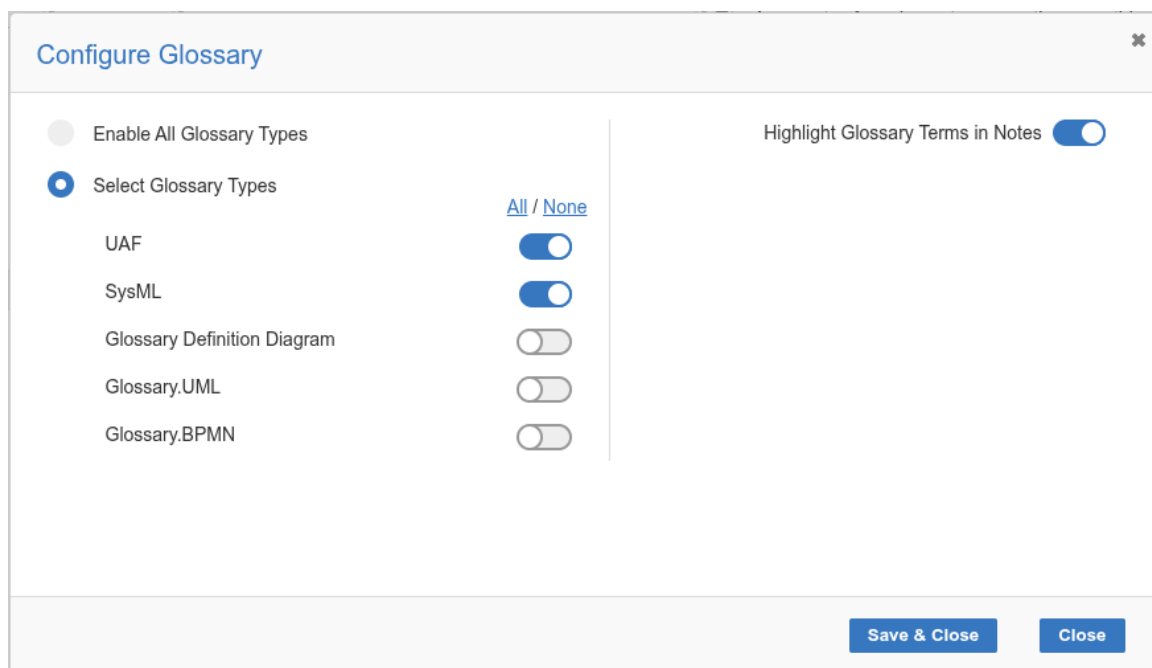 Configure Glossary
Enable All Glossary Types
Highlight Glossary Terms in Notes
Select Glossary Types
All / None
UAF
SysML
Glossary Definition Diagram
Glossary.UML
Glossary.BPMN
Save & Close
Close